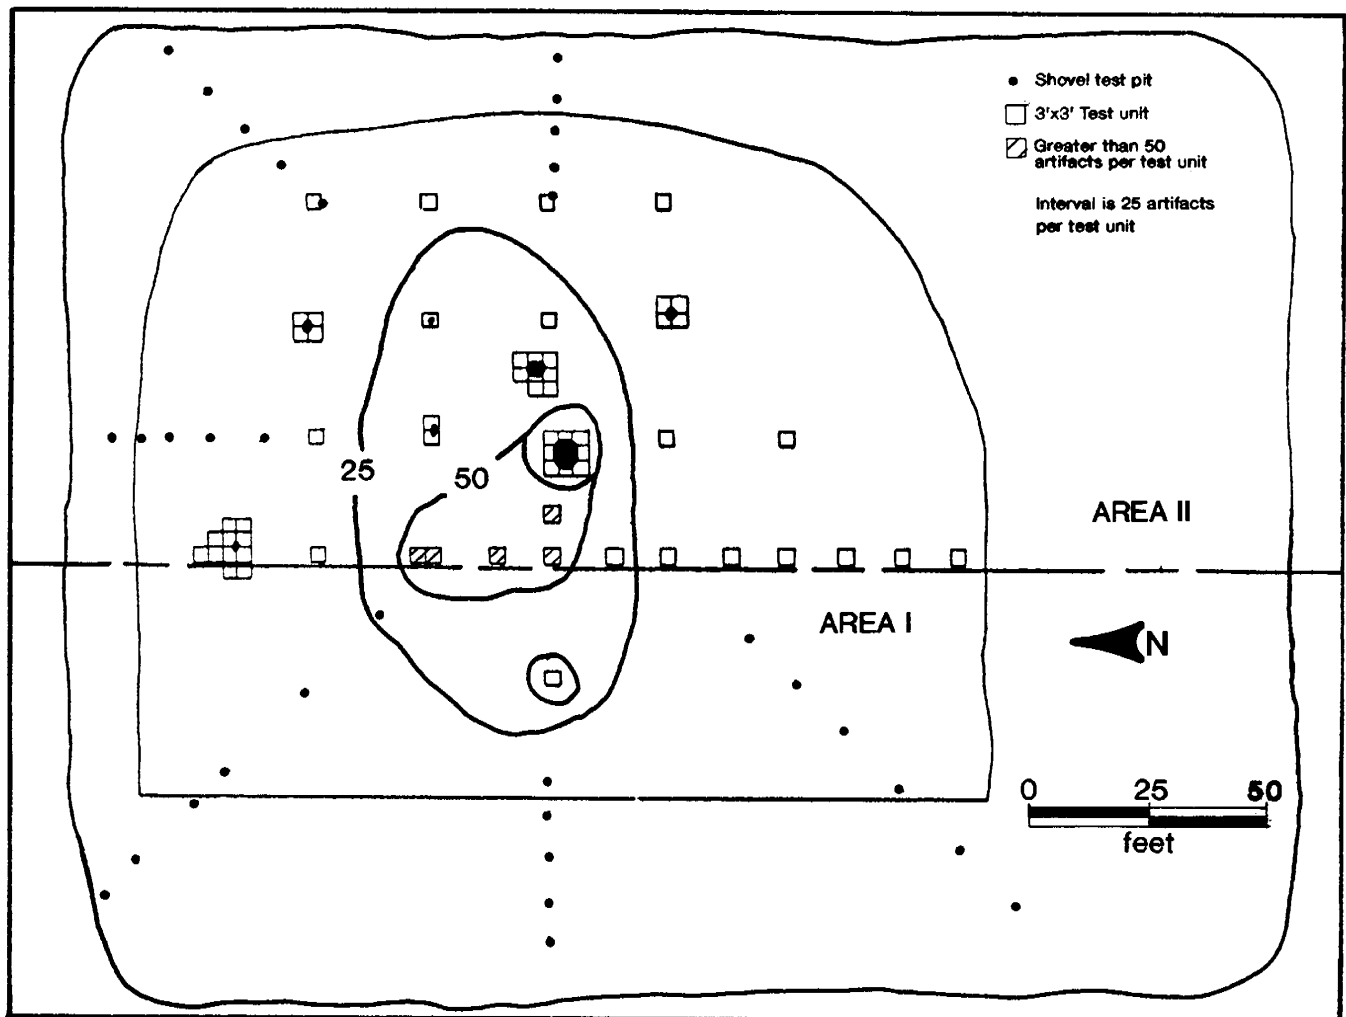 Shovel test pit
3'x3' Test unit
Greater than 50
artifacts per test unit
Interval is 25 artifacts
per test unit
25
50
AREA II
AREA I
N
0 25 50
feet